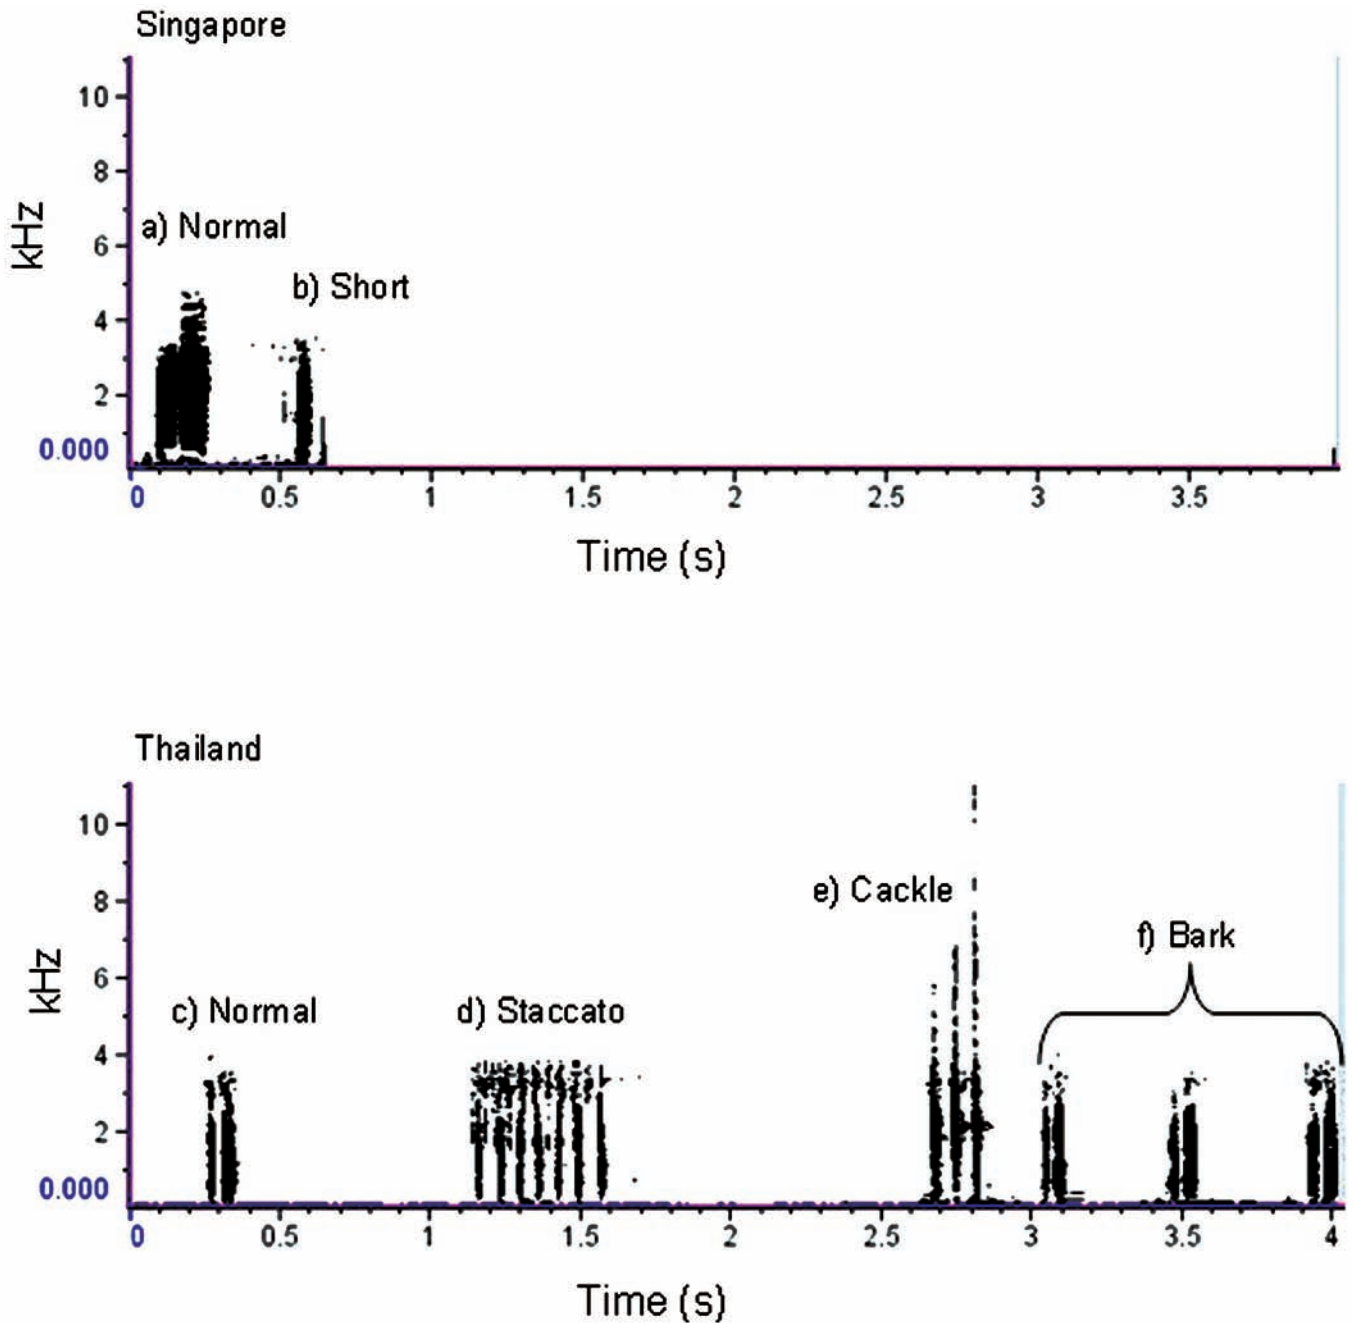 Singapore
10
8
a) Normal
6
b) Short
4
2
0.000
kHz
0 0.5 1 1.5 2 2.5 3 3.5
Time (s)
Thailand
10
e) Cackle
8
f) Bark
6
c) Normal d) Staccato
4
2
0.000
kHz
0 0.5 1 1.5 2 2.5 3 3.5 4
Time (s)